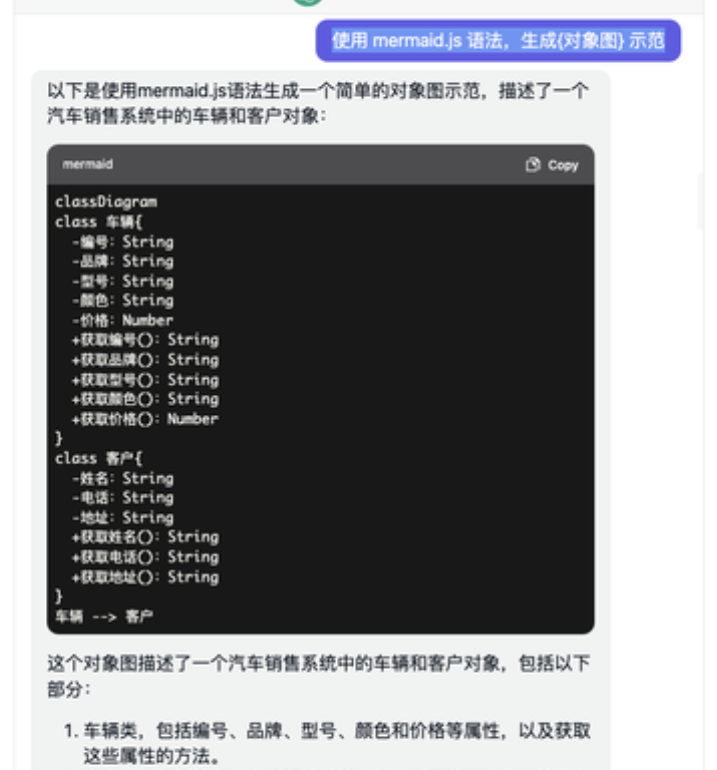 使用 mermaid.js 语法，生成{对象图} 示范
以下是使用mermaid.js语法生成一个简单的对象图示范，描述了一个
汽车销售系统中的车辆和客户对象：
mermaid
Copy
classDiagram
class 车辆{
-编号: String
-品牌: String
-型号: String
-颜色: String
-价格: Number
+获取编号(): String
+获取品牌(): String
+获取型号(): String
+获取颜色(): String
+获取价格(): Number
}
class 客户{
-姓名: String
-电话: String
-地址: String
+获取姓名(): String
+获取电话(): String
+获取地址(): String
}
车辆 --> 客户
这个对象图描述了一个汽车销售系统中的车辆和客户对象，包括以下
部分：
1. 车辆类，包括编号、品牌、型号、颜色和价格等属性，以及获取
这些属性的方法。